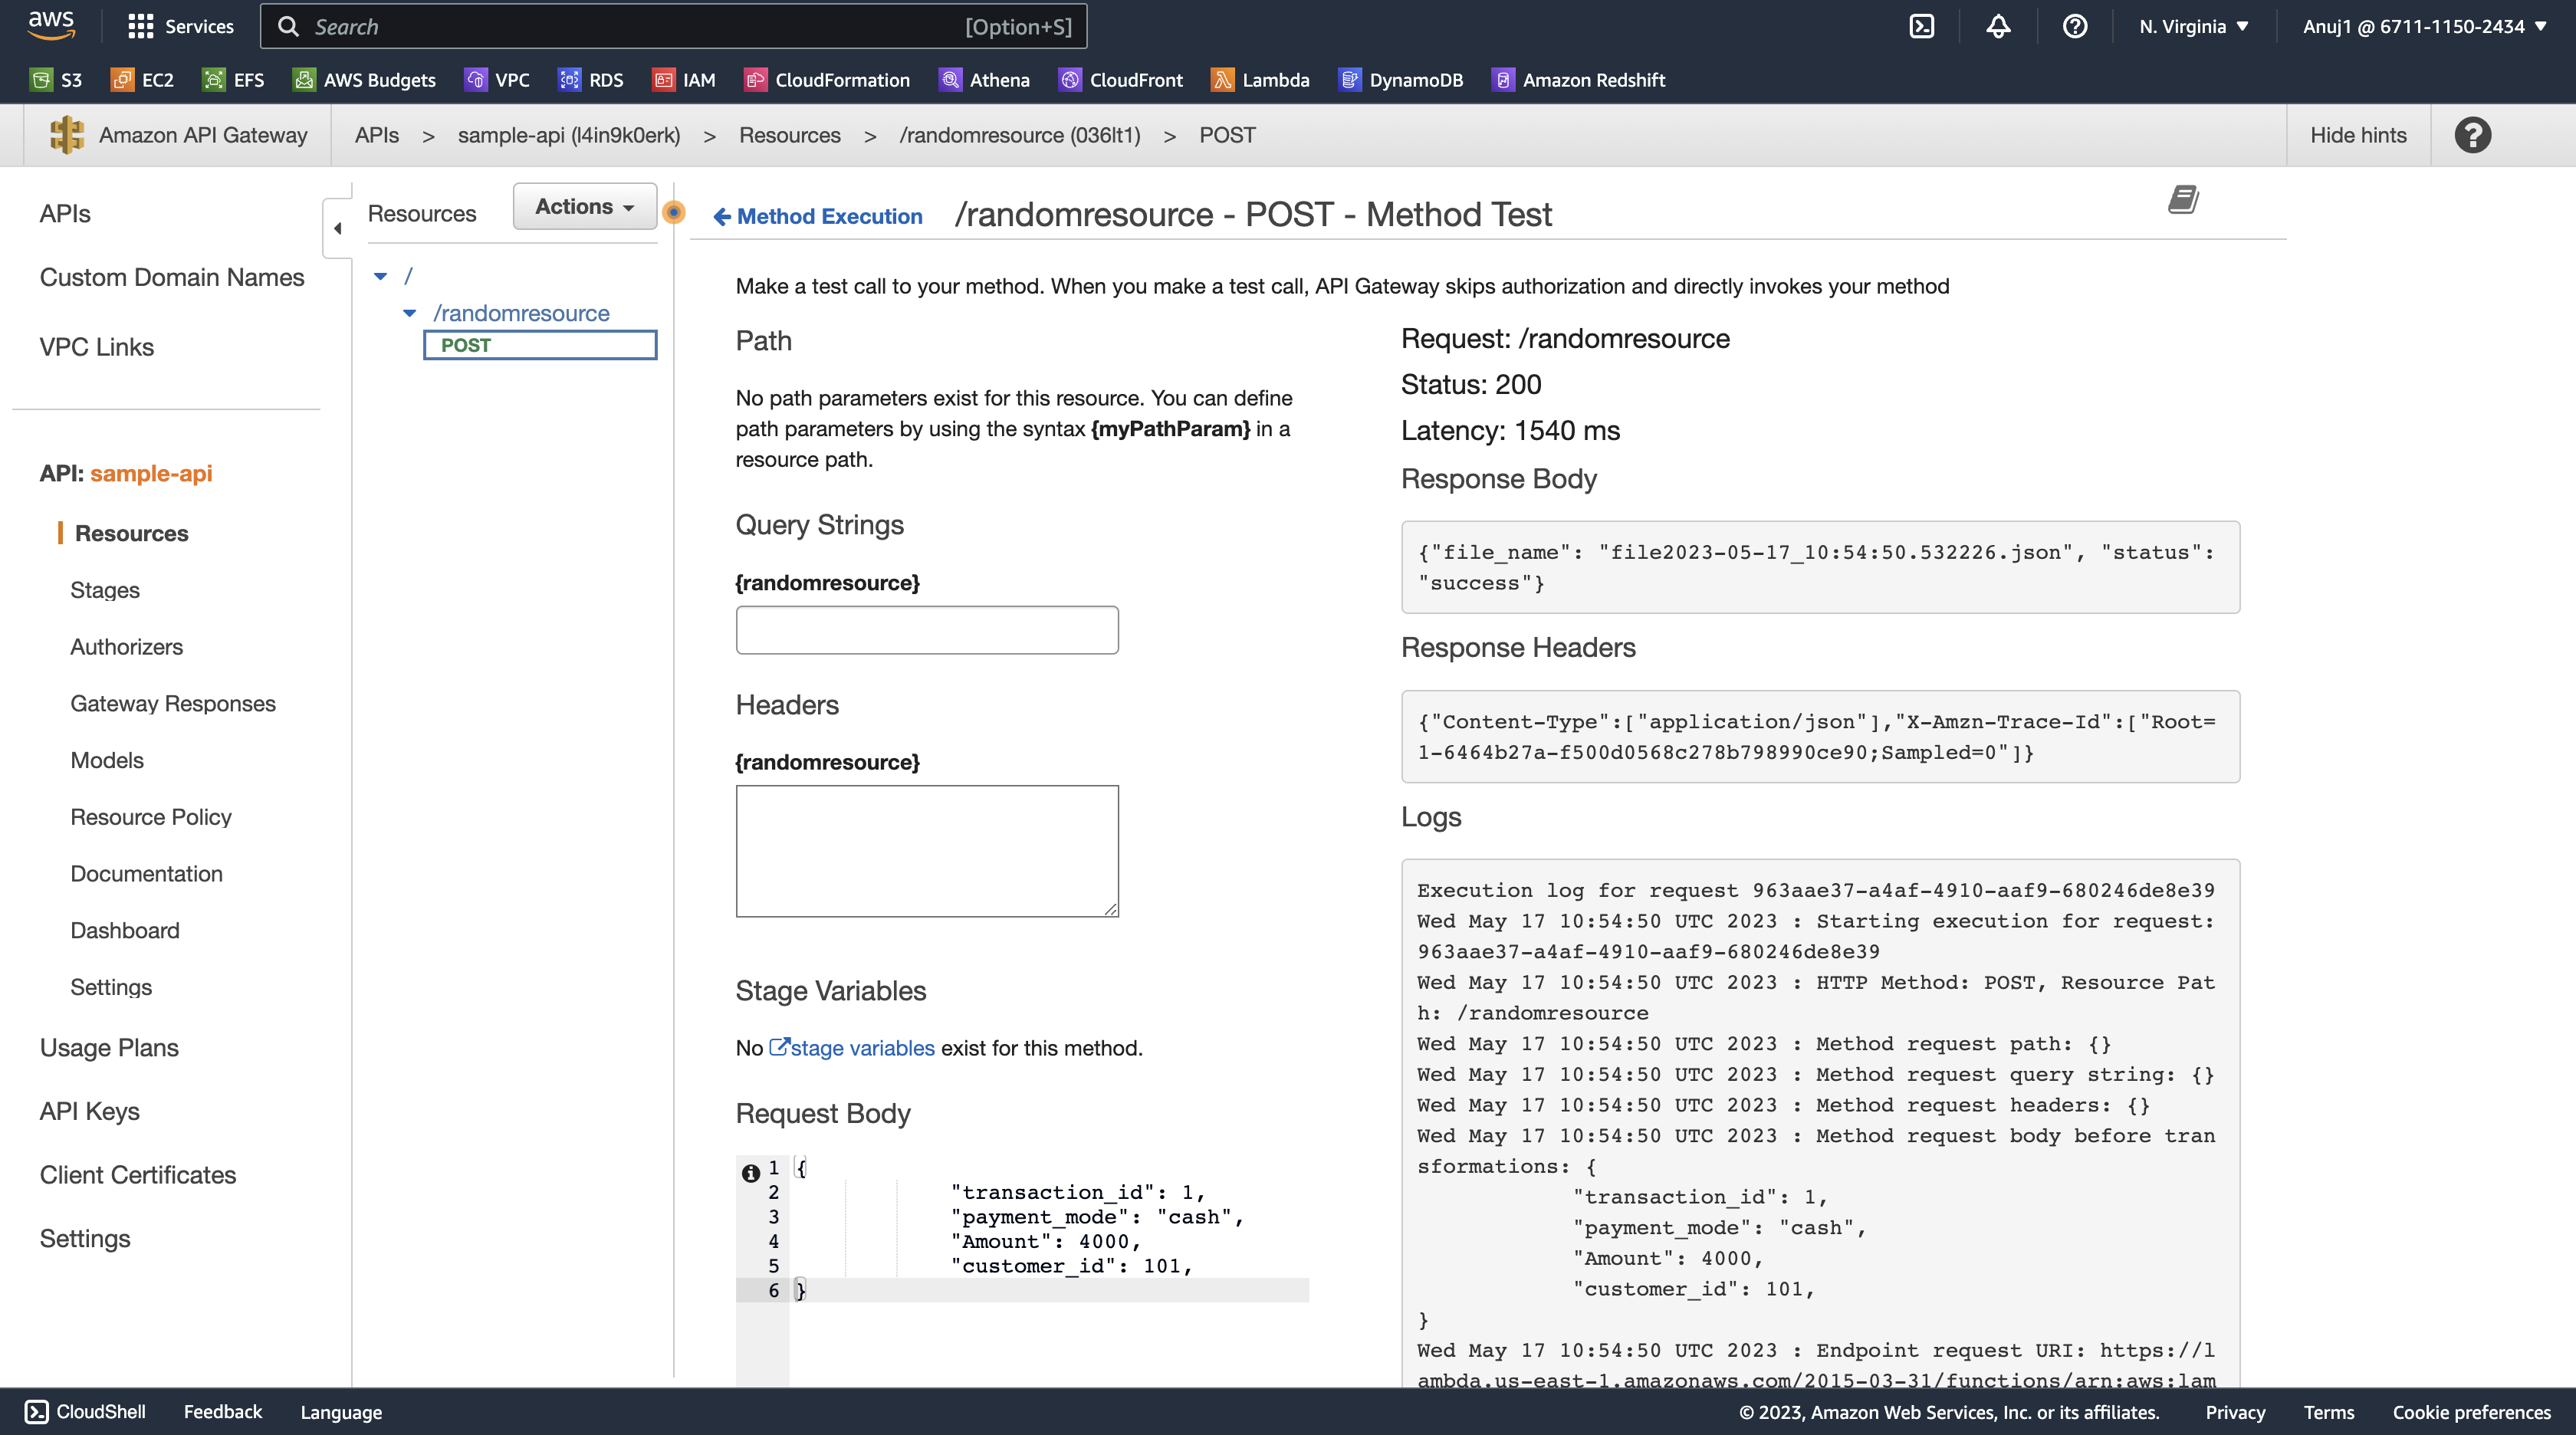 aws
Services
Search
[Option+S]
N. Virginia
Anuj1 @ 6711-1150-2434
S3
EC2
EFS
AWS Budgets
VPC
RDS
IAM
CloudFormation
Athena
CloudFront
Lambda
DynamoDB
Amazon Redshift
Amazon API Gateway
APIs > sample-api (l4in9k0erk) > Resources > /randomresource (036lt1) > POST
Hide hints
APIs
Custom Domain Names
VPC Links
API: sample-api
Resources
Stages
Authorizers
Gateway Responses
Models
Resource Policy
Documentation
Dashboard
Settings
Usage Plans
API Keys
Client Certificates
Settings
Resources
Actions
/
/randomresource
POST
Method Execution
/randomresource - POST - Method Test
Make a test call to your method. When you make a test call, API Gateway skips authorization and directly invokes your method
Path
No path parameters exist for this resource. You can define
path parameters by using the syntax {myPathParam} in a
resource path.
Query Strings
{randomresource}
Headers
{randomresource}
Stage Variables
No stage variables exist for this method.
Request Body
1 {
2 "transaction_id": 1,
3 "payment_mode": "cash",
4 "Amount": 4000,
5 "customer_id": 101,
6 }
Request: /randomresource
Status: 200
Latency: 1540 ms
Response Body
{"file_name": "file2023-05-17_10:54:50.532226.json", "status":
"success"}
Response Headers
{"Content-Type":["application/json"],"X-Amzn-Trace-Id":["Root=
1-6464b27a-f500d0568c278b798990ce90;Sampled=0"]}
Logs
Execution log for request 963aae37-a4af-4910-aaf9-680246de8e39
Wed May 17 10:54:50 UTC 2023 : Starting execution for request:
963aae37-a4af-4910-aaf9-680246de8e39
Wed May 17 10:54:50 UTC 2023 : HTTP Method: POST, Resource Pat
h: /randomresource
Wed May 17 10:54:50 UTC 2023 : Method request path: {}
Wed May 17 10:54:50 UTC 2023 : Method request query string: {}
Wed May 17 10:54:50 UTC 2023 : Method request headers: {}
Wed May 17 10:54:50 UTC 2023 : Method request body before tran
sformations: {
"transaction_id": 1,
"payment_mode": "cash",
"Amount": 4000,
"customer_id": 101,
}
Wed May 17 10:54:50 UTC 2023 : Endpoint request URI: https://l
ambda.us-east-1.amazonaws.com/2015-03-31/functions/arn:aws:lam
CloudShell
Feedback
Language
© 2023, Amazon Web Services, Inc. or its affiliates.
Privacy
Terms
Cookie preferences